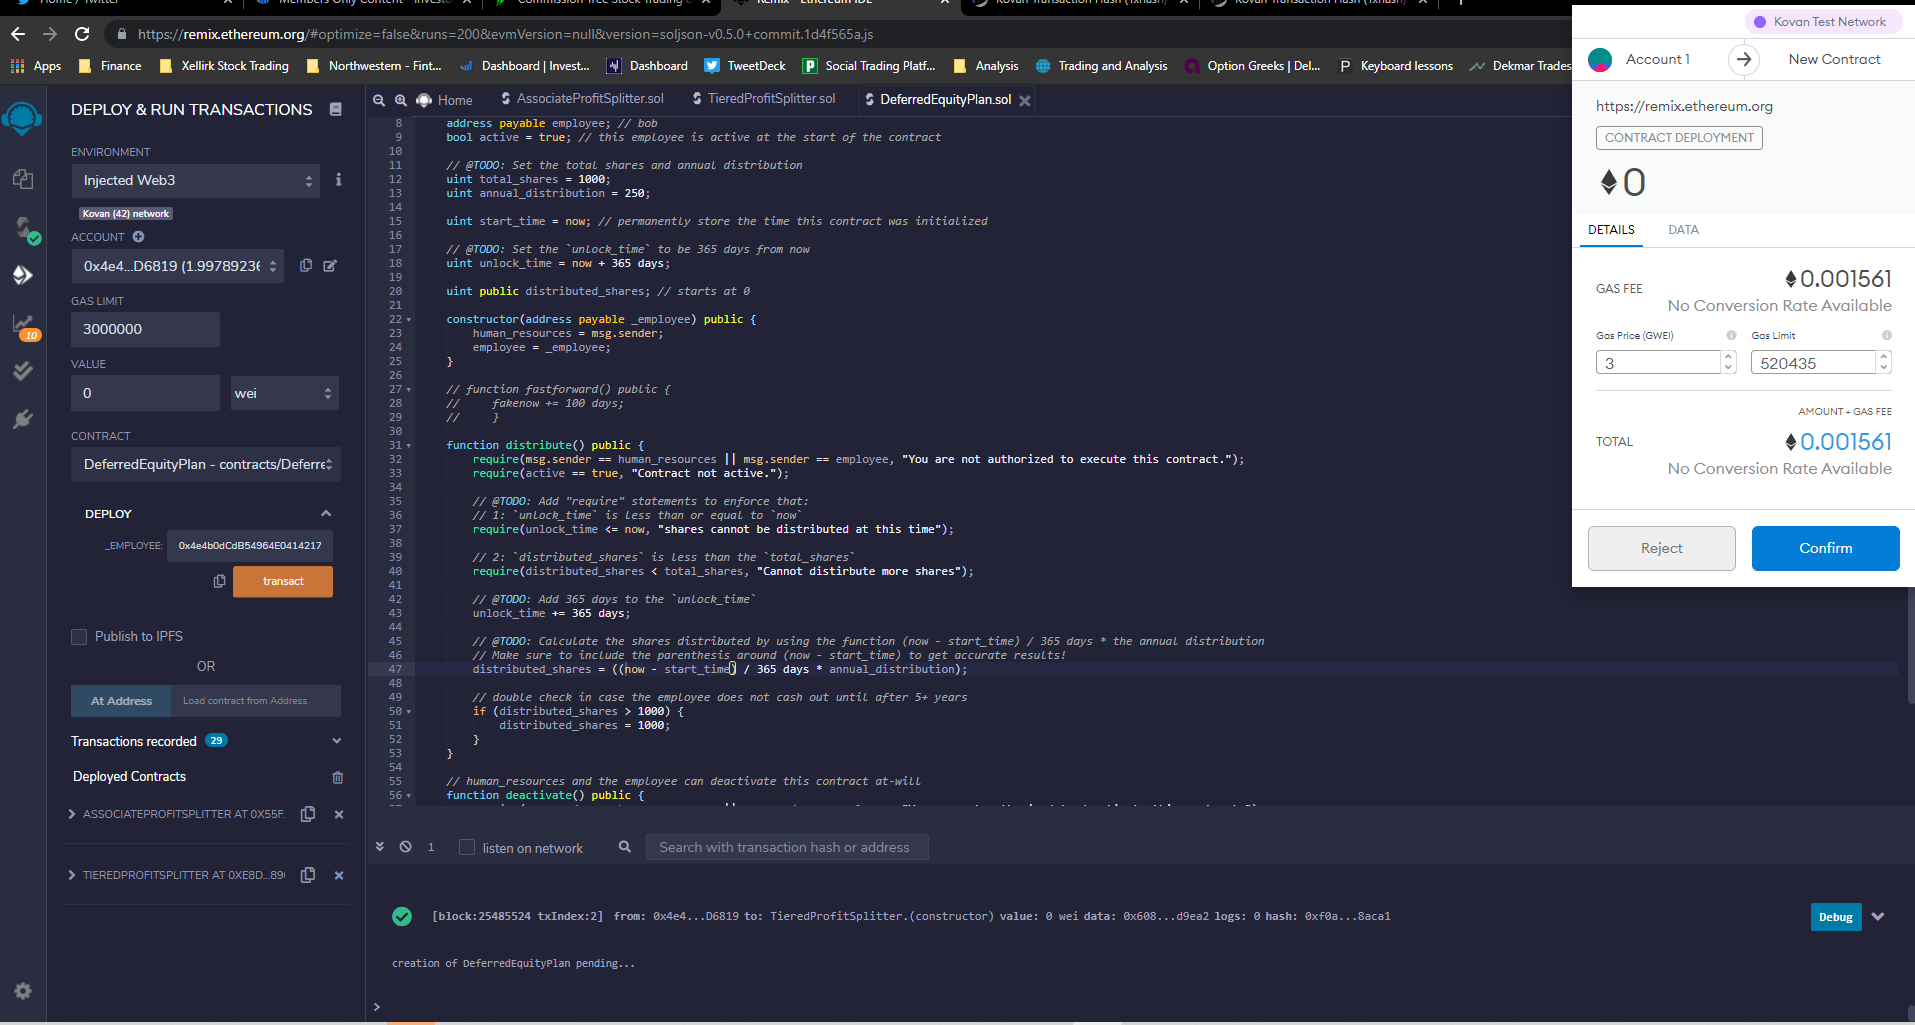 Home / Twitter
Members Only Content - Invest
Commission Free Stock Trading
Remix - Ethereum IDE
Kovan Transaction Hash (Txhash)
Kovan Transaction Hash (Txhash)
https://remix.ethereum.org/#optimize=false&runs=200&evmVersion=null&version=soljson-v0.5.0+commit.1d4f565a.js
Apps
Finance
Xellirk Stock Trading
Northwestern - Fint...
Dashboard | Invest...
Dashboard
TweetDeck
Social Trading Platf...
Analysis
Trading and Analysis
Option Greeks | Del...
Keyboard lessons
Dekmar Trades
DEPLOY & RUN TRANSACTIONS
ENVIRONMENT
Injected Web3
Kovan (42) network
ACCOUNT
0x4e4...D6819 (1.99789236
GAS LIMIT
3000000
VALUE
0
wei
CONTRACT
DeferredEquityPlan - contracts/Deferre
DEPLOY
_EMPLOYEE:
0x4e4b0dCdB54964E0414217
transact
Publish to IPFS
OR
At Address
Load contract from Address
Transactions recorded 29
Deployed Contracts
ASSOCIATEPROFITSPLITTER AT 0X55F.
TIEREDPROFITSPLITTER AT 0XE8D...89
10
Home
AssociateProfitSplitter.sol
TieredProfitSplitter.sol
DeferredEquityPlan.sol
8 address payable employee; // bob
9 bool active = true; // this employee is active at the start of the contract
10
11 // @TODO: Set the total shares and annual distribution
12 uint total_shares = 1000;
13 uint annual_distribution = 250;
14
15 uint start_time = now; // permanently store the time this contract was initialized
16
17 // @TODO: Set the `unlock_time` to be 365 days from now
18 uint unlock_time = now + 365 days;
19
20 uint public distributed_shares; // starts at 0
21
22 constructor(address payable _employee) public {
23 human_resources = msg.sender;
24 employee = _employee;
25 }
26
27 // function fastforward() public {
28 // fakenow += 100 days;
29 // }
30
31 function distribute() public {
32 require(msg.sender == human_resources || msg.sender == employee, "You are not authorized to execute this contract.");
33 require(active == true, "Contract not active.");
34
35 // @TODO: Add "require" statements to enforce that:
36 // 1: `unlock_time` is less than or equal to `now`
37 require(unlock_time <= now, "shares cannot be distributed at this time");
38
39 // 2: `distributed_shares` is less than the `total_shares`
40 require(distributed_shares < total_shares, "Cannot distirbute more shares");
41
42 // @TODO: Add 365 days to the `unlock_time`
43 unlock_time += 365 days;
44
45 // @TODO: Calculate the shares distributed by using the function (now - start_time) / 365 days * the annual distribution
46 // Make sure to include the parenthesis around (now - start_time) to get accurate results!
47 distributed_shares = ((now - start_time) / 365 days * annual_distribution);
48
49 // double check in case the employee does not cash out until after 5+ years
50 if (distributed_shares > 1000) {
51 distributed_shares = 1000;
52 }
53 }
54
55 // human_resources and the employee can deactivate this contract at-will
56 function deactivate() public {
1
listen on network
Search with transaction hash or address
[block:25485524 txIndex:2] from: 0x4e4...D6819 to: TieredProfitSplitter.(constructor) value: 0 wei data: 0x608...d9ea2 logs: 0 hash: 0xf0a...8aca1
Debug
creation of DeferredEquityPlan pending...
>
Kovan Test Network
Account 1
New Contract
https://remix.ethereum.org
CONTRACT DEPLOYMENT
0
DETAILS
DATA
GAS FEE
0.001561
No Conversion Rate Available
Gas Price (GWEI)
Gas Limit
3
520435
AMOUNT + GAS FEE
TOTAL
0.001561
No Conversion Rate Available
Reject
Confirm